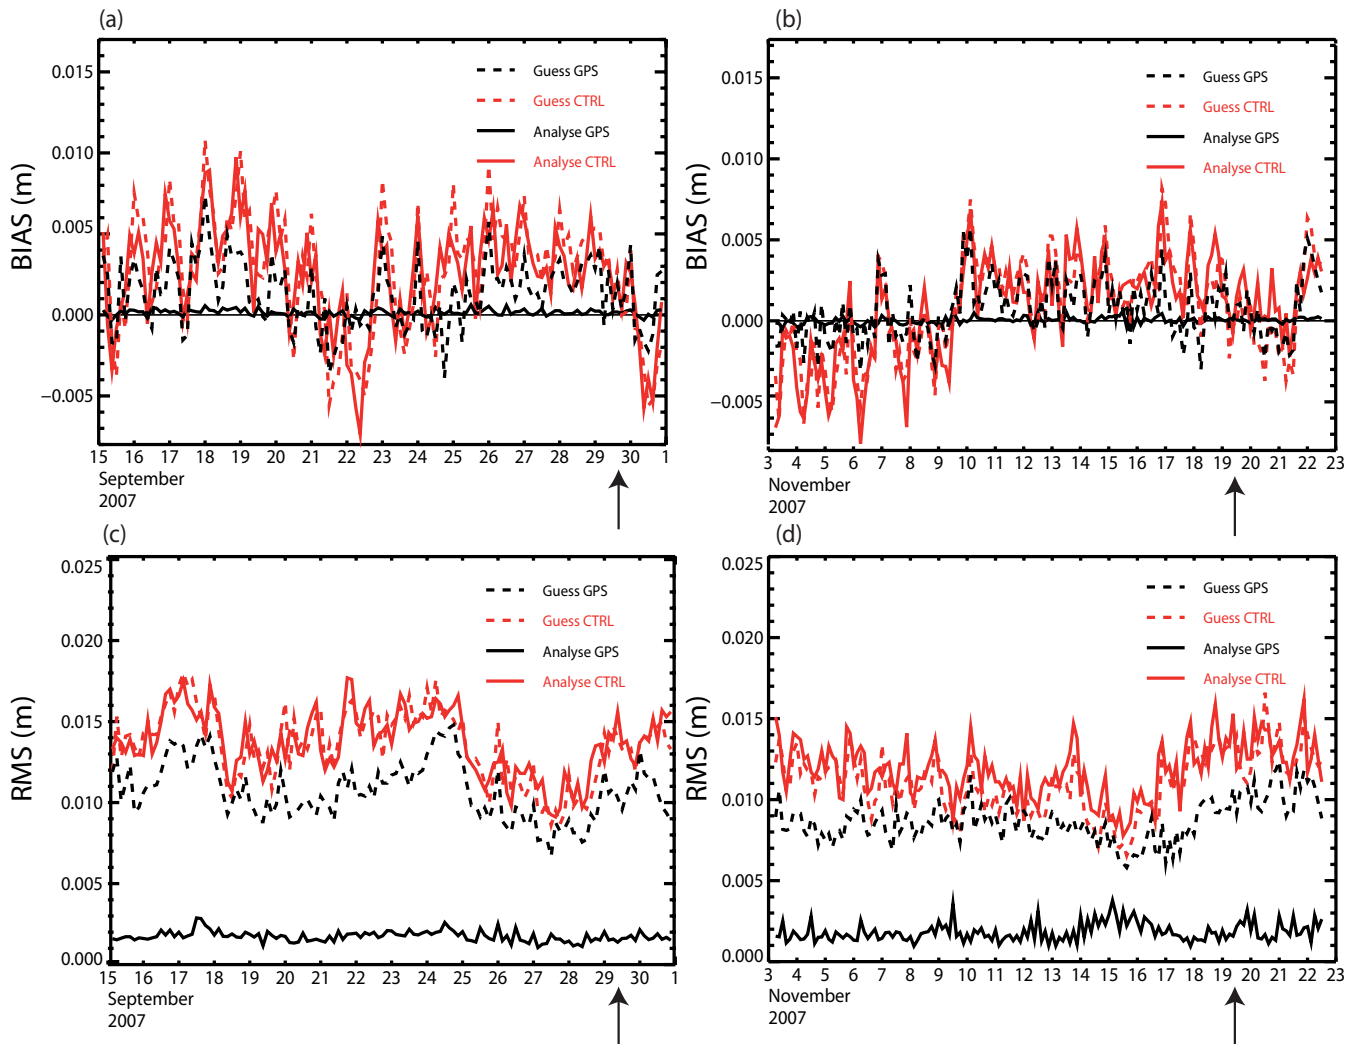 (a)
BIAS (m)
0.015
0.010
0.005
0.000
−0.005
Guess GPS
Guess CTRL
Analyse GPS
Analyse CTRL
15 16 17 18 19 20 21 22 23 24 25 26 27 28 29 30 1
September
2007
(b)
BIAS (m)
0.015
0.010
0.005
0.000
−0.005
Guess GPS
Guess CTRL
Analyse GPS
Analyse CTRL
3 4 5 6 7 8 9 10 11 12 13 14 15 16 17 18 19 20 21 22 23
November
2007
(c)
RMS (m)
0.025
0.020
0.015
0.010
0.005
0.000
Guess GPS
Guess CTRL
Analyse GPS
Analyse CTRL
15 16 17 18 19 20 21 22 23 24 25 26 27 28 29 30 1
September
2007
(d)
RMS (m)
0.025
0.020
0.015
0.010
0.005
0.000
Guess GPS
Guess CTRL
Analyse GPS
Analyse CTRL
3 4 5 6 7 8 9 10 11 12 13 14 15 16 17 18 19 20 21 22 23
November
2007